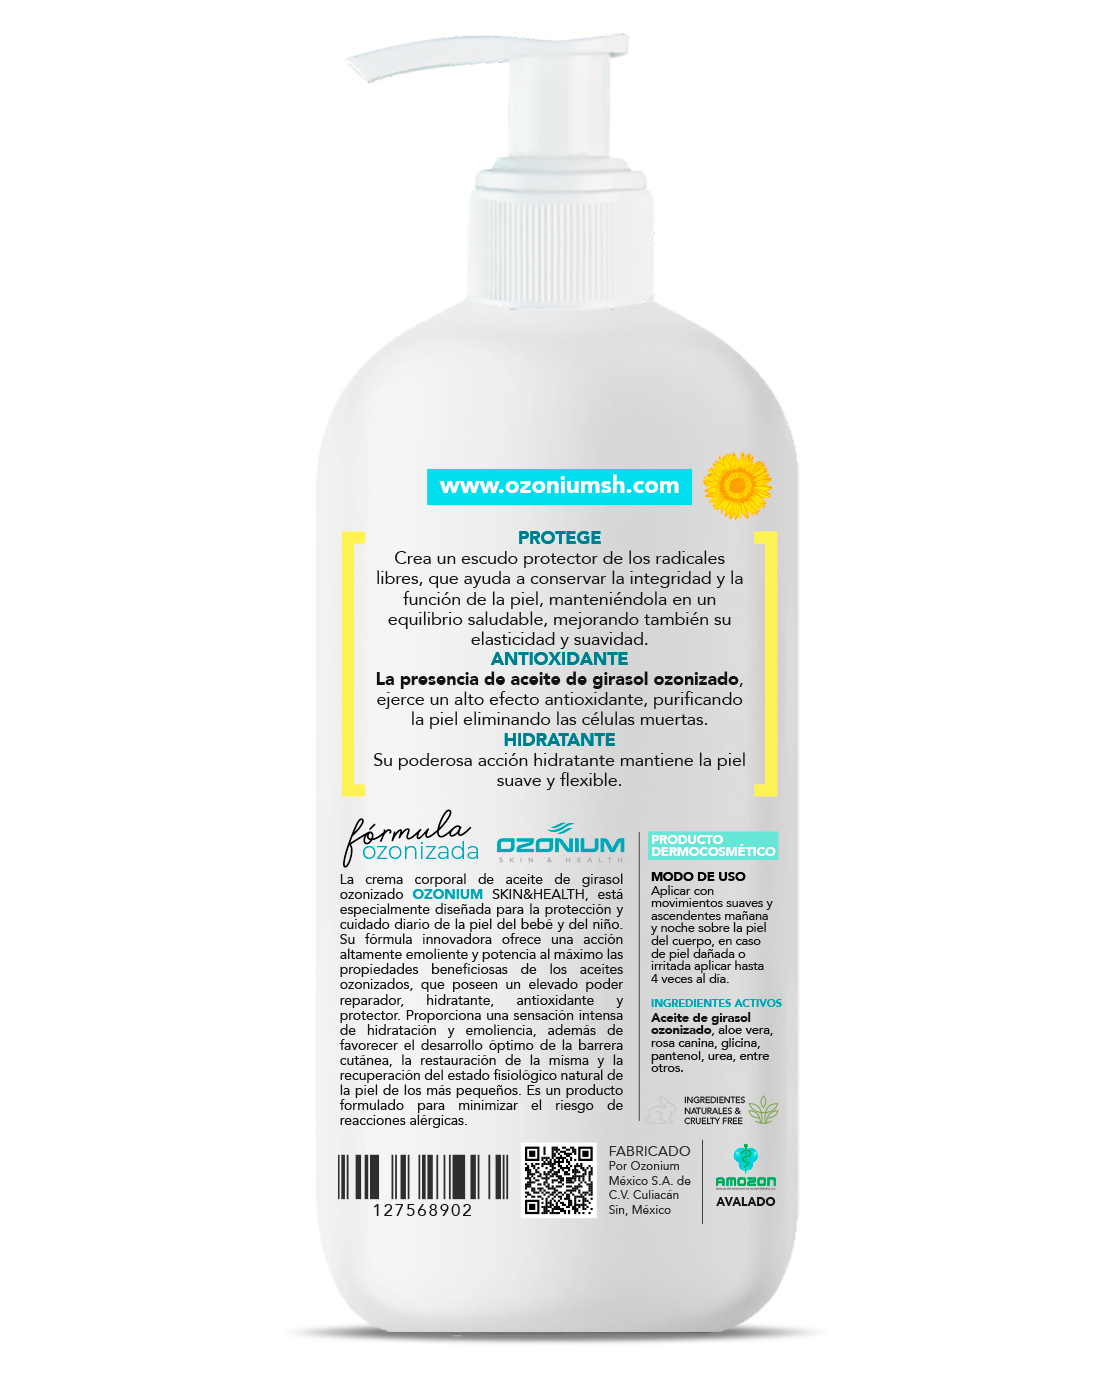 www.ozoniumsh.com
PROTEGE
Crea un escudo protector de los radicales
libres, que ayuda a conservar la integridad y la
función de la piel, manteniéndola en un
equilibrio saludable, mejorando también su
elasticidad y suavidad.
ANTIOXIDANTE
La presencia de aceite de girasol ozonizado,
ejerce un alto efecto antioxidante, purificando
la piel eliminando las células muertas.
HIDRATANTE
Su poderosa acción hidratante mantiene la piel
suave y flexible.
fórmula
ozonizada
OZONIUM
SKIN & HEALTH
La crema corporal de aceite de girasol
ozonizado OZONIUM SKIN&HEALTH, está
especialmente diseñada para la protección y
cuidado diario de la piel del bebé y del niño.
Su fórmula innovadora ofrece una acción
altamente emoliente y potencia al máximo las
propiedades beneficiosas de los aceites
ozonizados, que poseen un elevado poder
reparador, hidratante, antioxidante y
protector. Proporciona una sensación intensa
de hidratación y emoliencia, además de
favorecer el desarrollo óptimo de la barrera
cutánea, la restauración de la misma y la
recuperación del estado fisiológico natural de
la piel de los más pequeños. Es un producto
formulado para minimizar el riesgo de
reacciones alérgicas.
PRODUCTO
DERMOCOSMÉTICO
MODO DE USO
Aplicar con
movimientos suaves y
ascendentes mañana
y noche sobre la piel
del cuerpo, en caso
de piel dañada o
irritada aplicar hasta
4 veces al día.
INGREDIENTES ACTIVOS
Aceite de girasol
ozonizado, aloe vera,
rosa canina, glicina,
pantenol, urea, entre
otros.
INGREDIENTES
NATURALES &
CRUELTY FREE
127568902
FABRICADO
Por Ozonium
México S.A. de
C.V. Culiacán
Sin, México
AMOZON
AVALADO